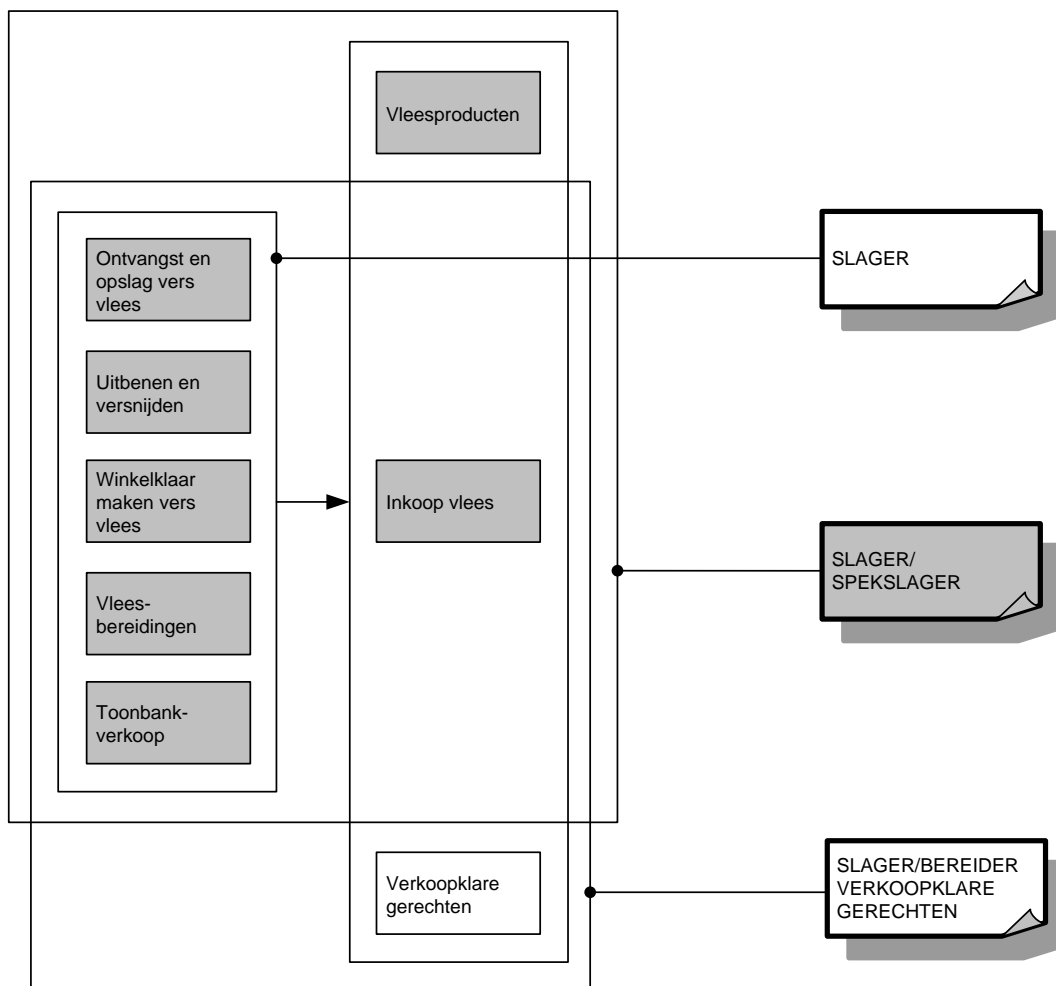 Vleesproducten
Ontvangst en
opslag vers
vlees
SLAGER
Uitbenen en
versnijden
Winkelklaar
maken vers
vlees
Inkoop vlees
SLAGER/
SPEKSLAGER
Vlees-
bereidingen
Toonbank-
verkoop
Verkoopklare
gerechten
SLAGER/BEREIDER
VERKOOPKLARE
GERECHTEN